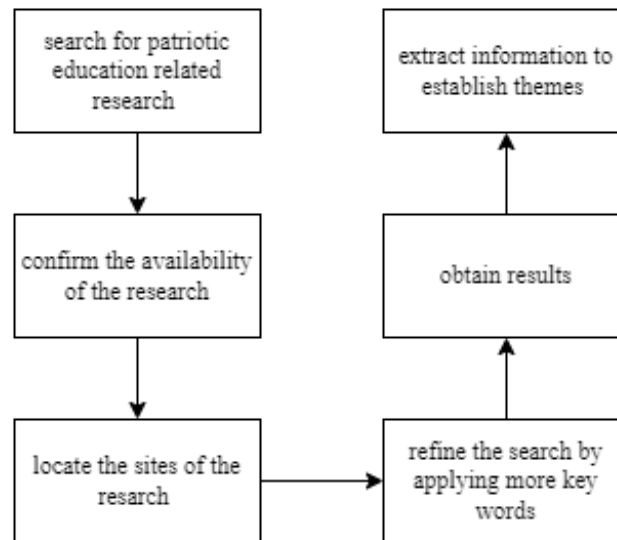 search for patriotic
education related
research
confirm the availability
of the research
locate the sites of the
resarch
refine the search by
applying more key
words
obtain results
extract information to
establish themes